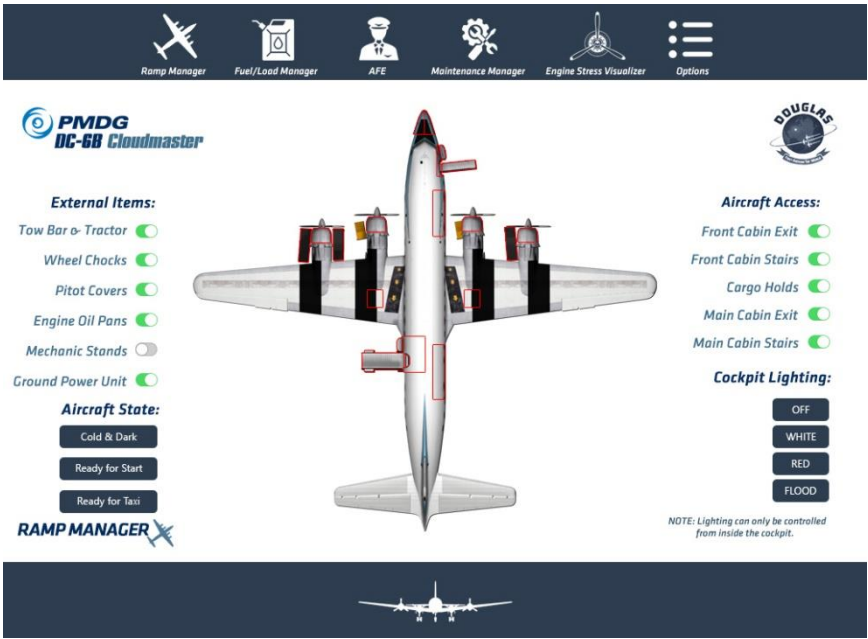 Ramp Manager
Fuel/Load Manager
AFE
Maintenance Manager
Engine Stress Visualizer
Options
PMDG
DC-6B Cloudmaster
DOUGLAS
External Items:
Tow Bar & Tractor
Wheel Chocks
Pitot Covers
Engine Oil Pans
Mechanic Stands
Ground Power Unit
Aircraft State:
Cold & Dark
Ready for Start
Ready for Taxi
RAMP MANAGER
Aircraft Access:
Front Cabin Exit
Front Cabin Stairs
Cargo Holds
Main Cabin Exit
Main Cabin Stairs
Cockpit Lighting:
OFF
WHITE
RED
FLOOD
NOTE: Lighting can only be controlled
from inside the cockpit.